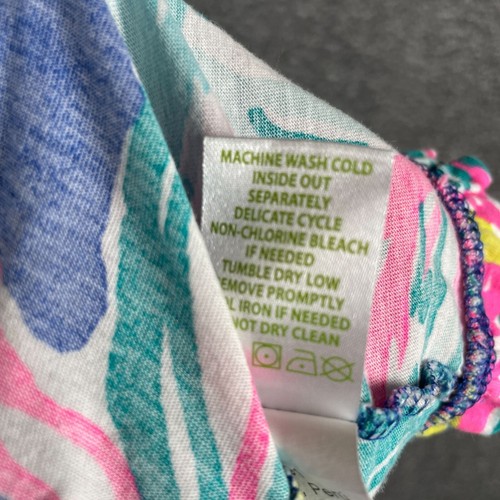 MACHINE WASH COLD
INSIDE OUT
SEPARATELY
DELICATE CYCLE
NON-CHLORINE BLEACH
IF NEEDED
TUMBLE DRY LOW
EMOVE PROMPTLY
L IRON IF NEEDED
NOT DRY CLEAN